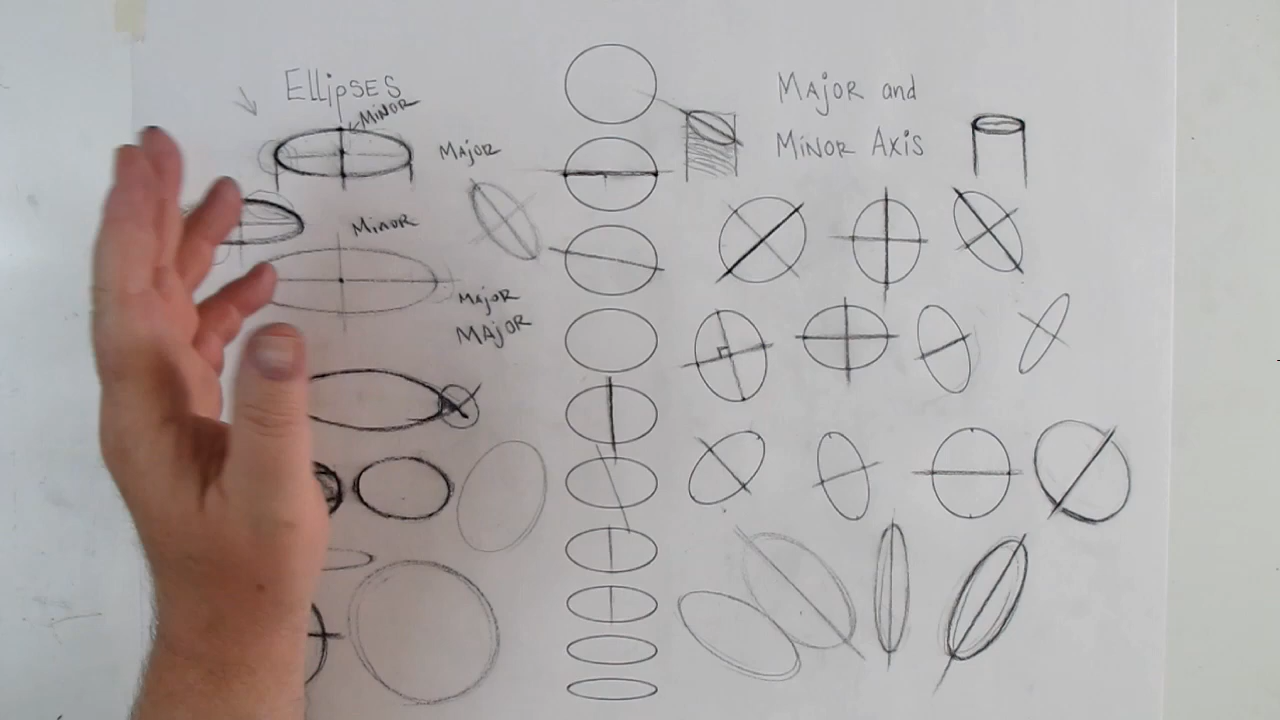 EllipSES
MINOR
MAJOR
MINOR
MAJOR
MAJOR
MAJOR and
MINOR AXIS